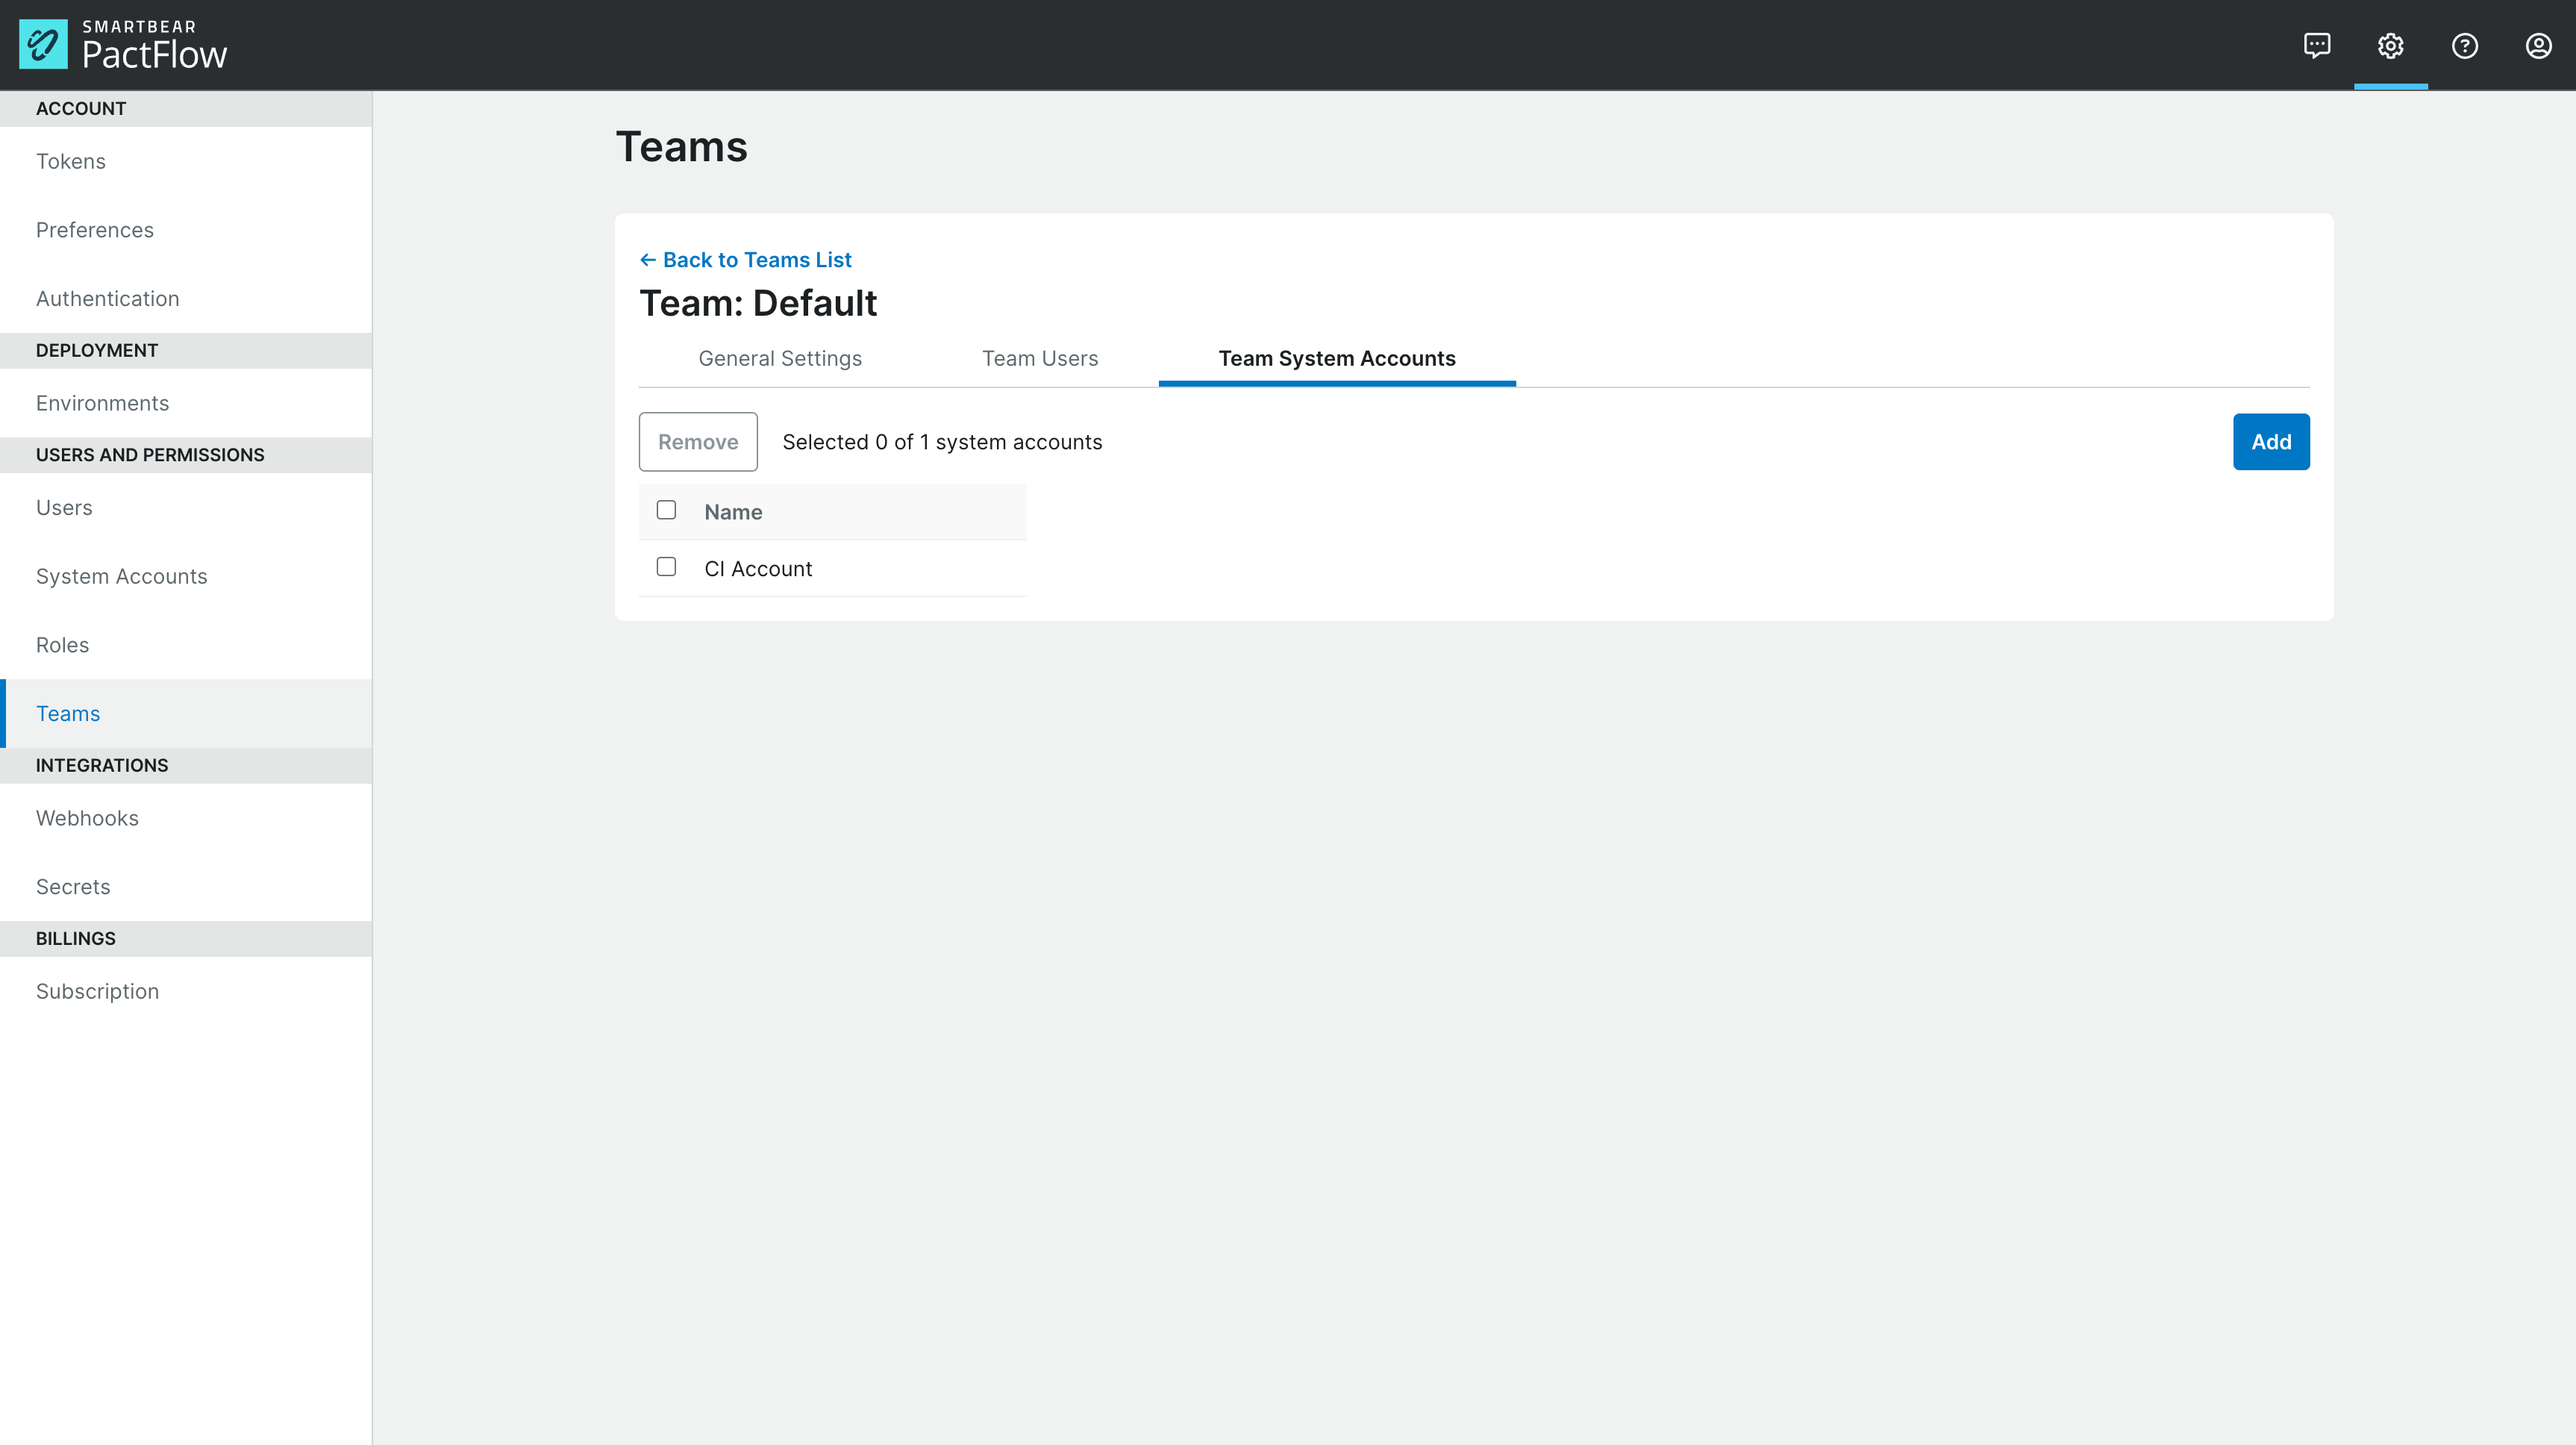 SMARTBEAR
PactFlow
ACCOUNT
Tokens
Preferences
Authentication
DEPLOYMENT
Environments
USERS AND PERMISSIONS
Users
System Accounts
Roles
Teams
INTEGRATIONS
Webhooks
Secrets
BILLINGS
Subscription
Teams
← Back to Teams List
Team: Default
General Settings Team Users Team System Accounts
Remove Selected 0 of 1 system accounts Add
Name
CI Account